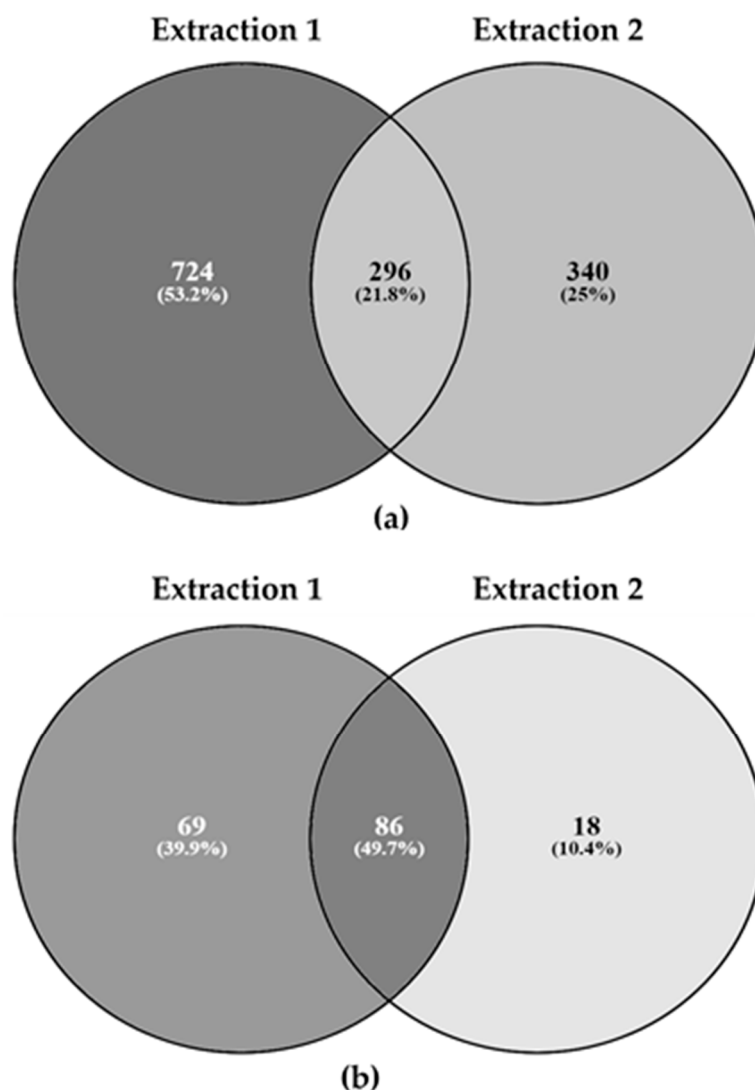 Extraction 1 Extraction 2
724 296 340
(53.2%) (21.8%) (25%)
(a)
Extraction 1 Extraction 2
69 86 18
(39.9%) (49.7%) (10.4%)
(b)